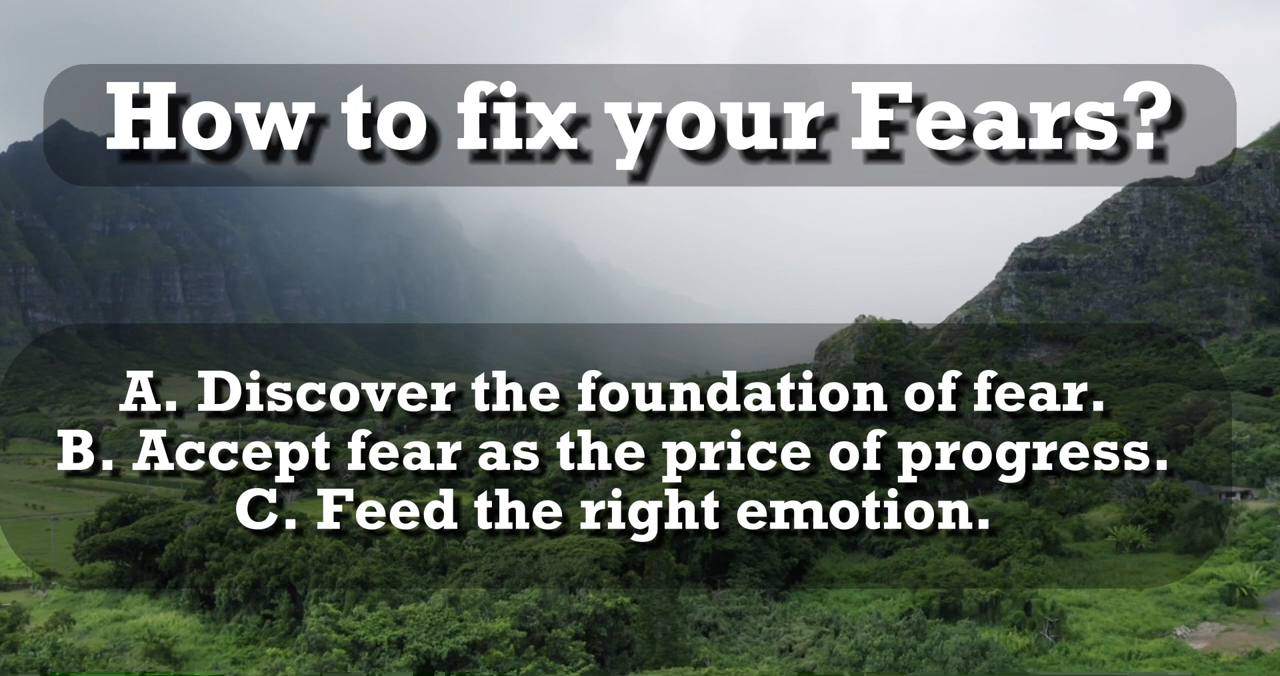 How to fix your Fears?
A. Discover the foundation of fear.
B. Accept fear as the price of progress.
C. Feed the right emotion.